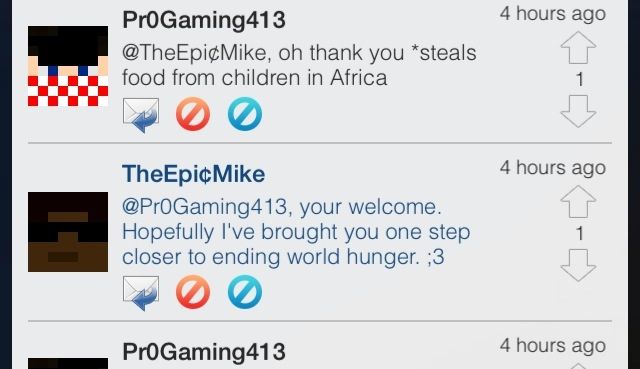 Pr0Gaming413
4 hours ago
@TheEpi¢Mike, oh thank you *steals
food from children in Africa
1
TheEpi¢Mike
4 hours ago
@Pr0Gaming413, your welcome.
Hopefully I've brought you one step
closer to ending world hunger. ;3
1
Pr0Gaming413
4 hours ago